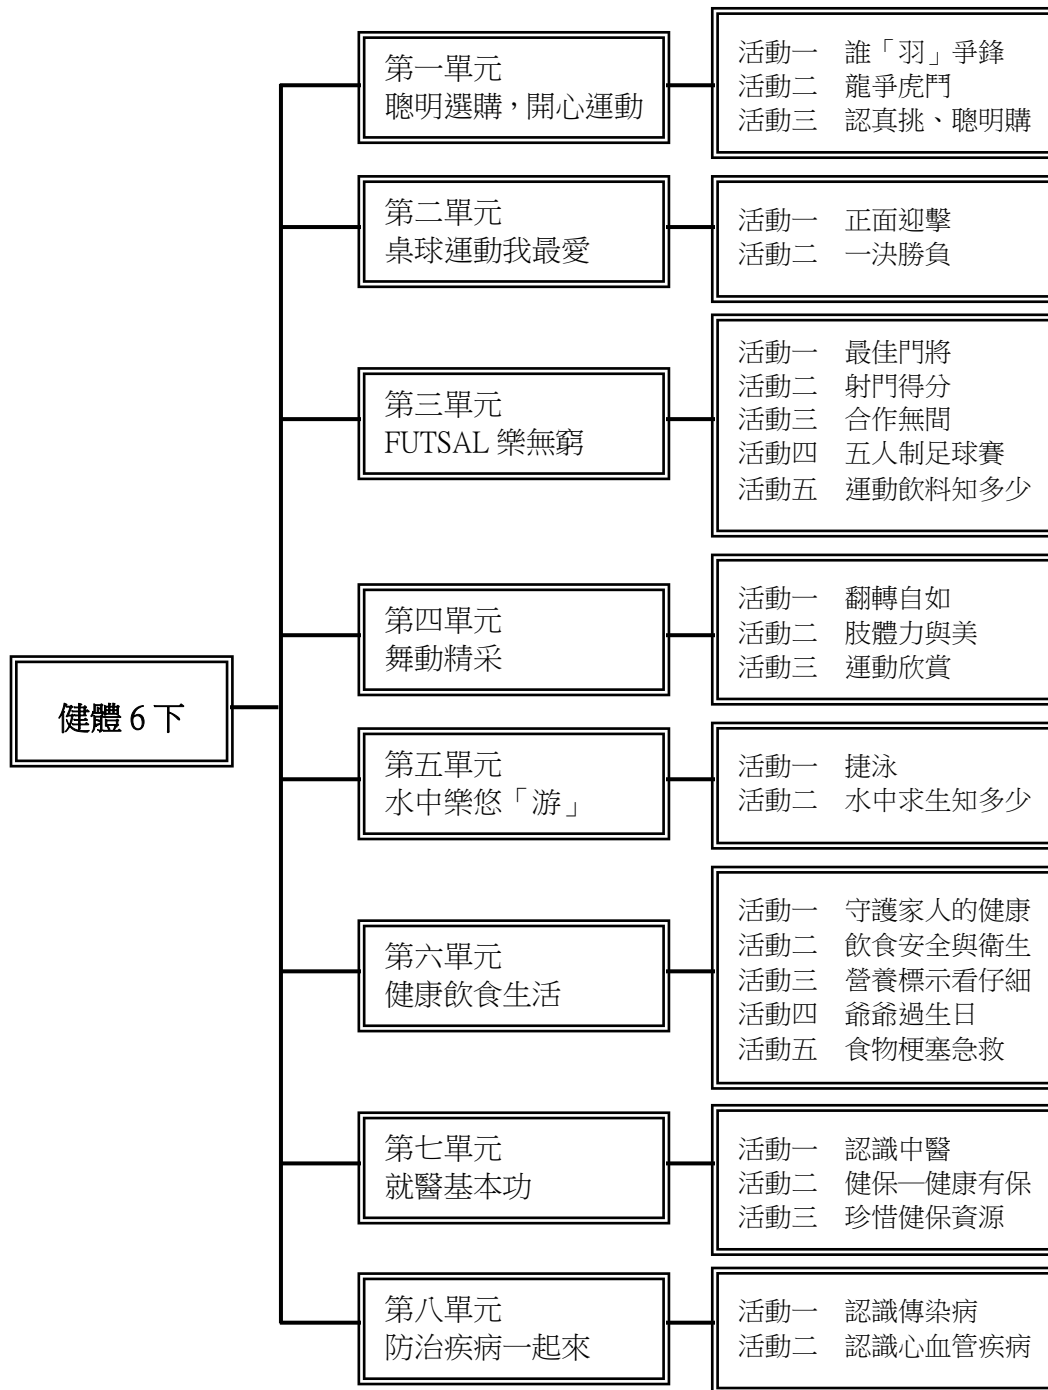 健體 6 下
第一單元
聰明選購，開心運動
活動一　誰「羽」爭鋒
活動二　龍爭虎鬥
活動三　認真挑、聰明購
第二單元
桌球運動我最愛
活動一　正面迎擊
活動二　一決勝負
第三單元
FUTSAL 樂無窮
活動一　最佳門將
活動二　射門得分
活動三　合作無間
活動四　五人制足球賽
活動五　運動飲料知多少
第四單元
舞動精采
活動一　翻轉自如
活動二　肢體力與美
活動三　運動欣賞
第五單元
水中樂悠「游」
活動一　捷泳
活動二　水中求生知多少
第六單元
健康飲食生活
活動一　守護家人的健康
活動二　飲食安全與衛生
活動三　營養標示看仔細
活動四　爺爺過生日
活動五　食物梗塞急救
第七單元
就醫基本功
活動一　認識中醫
活動二　健保─健康有保
活動三　珍惜健保資源
第八單元
防治疾病一起來
活動一　認識傳染病
活動二　認識心血管疾病